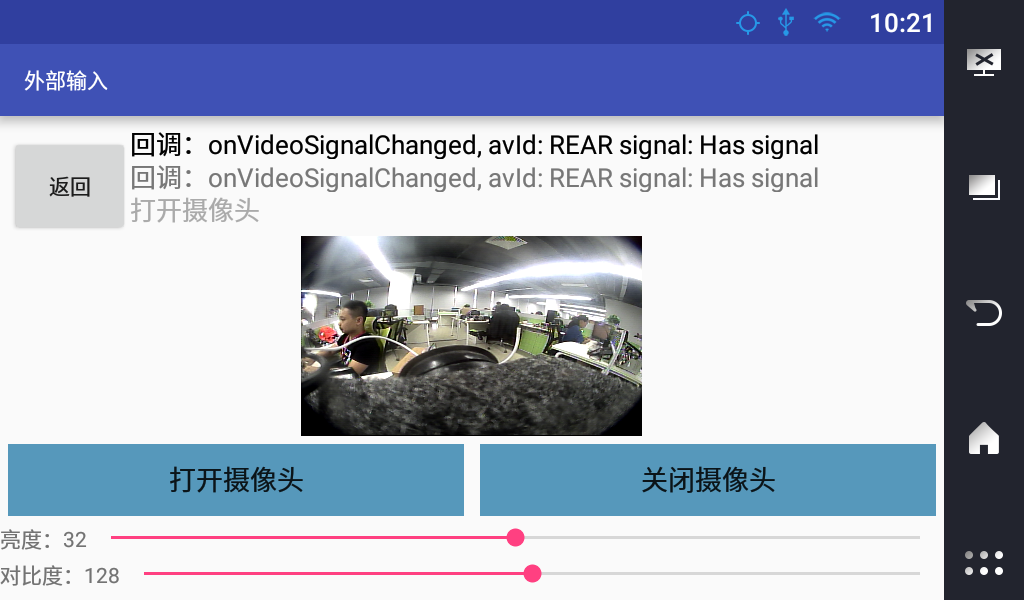 10:21
外部输入
回调：onVideoSignalChanged, avId: REAR signal: Has signal
返回
回调：onVideoSignalChanged, avId: REAR signal: Has signal
打开摄像头
打开摄像头
关闭摄像头
亮度：32
对比度：128